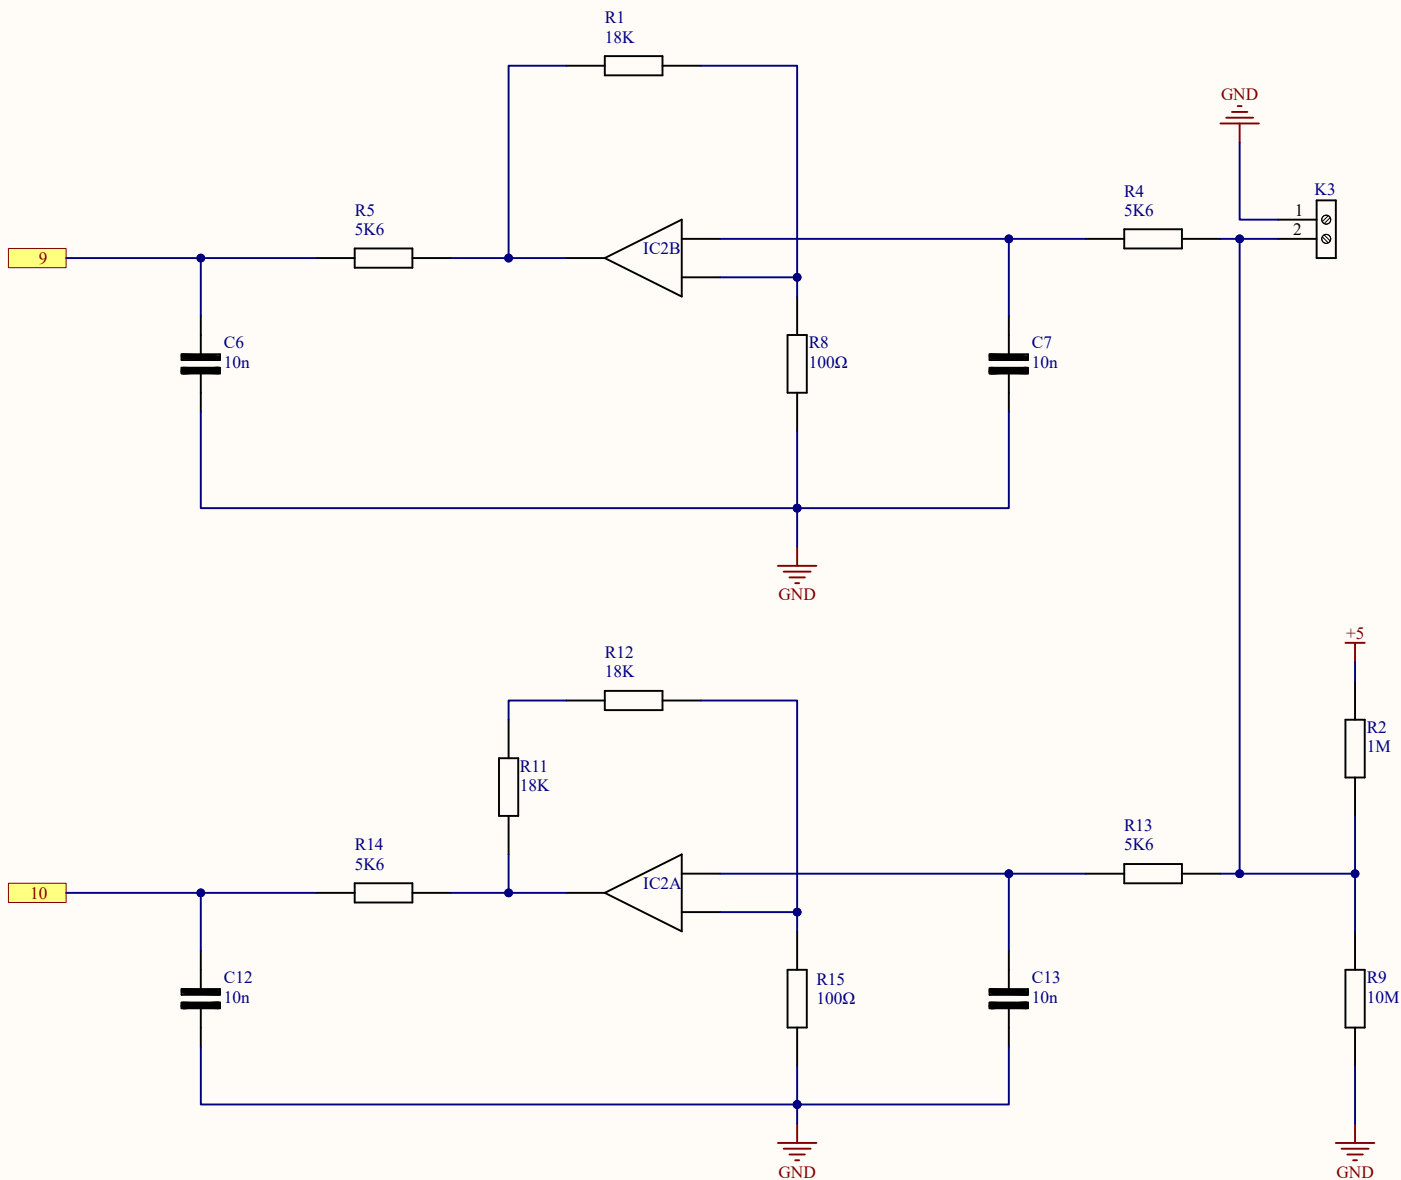 R1
18K
GND
K3
R4
5K6
1
2
R5
5K6
IC2B
9
C6
10n
R8
100Ω
C7
10n
GND
+5
R12
18K
R2
1M
R11
18K
R13
5K6
R14
5K6
IC2A
10
C12
10n
R15
100Ω
C13
10n
R9
10M
GND
GND